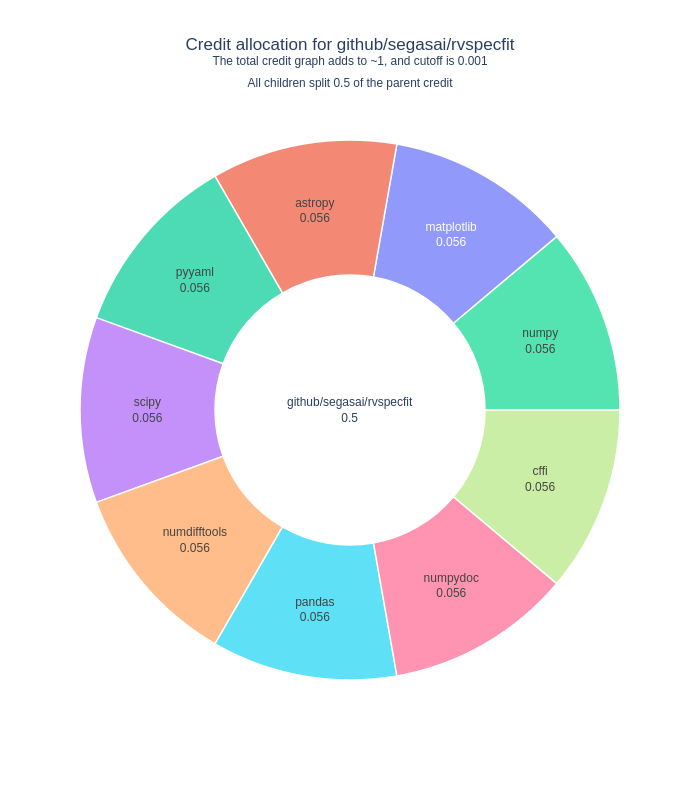 Credit allocation for github/segasai/rvspecfit
The total credit graph adds to ~1, and cutoff is 0.001
All children split 0.5 of the parent credit
astropy
0.056
matplotlib
0.056
pyyaml
0.056
numpy
0.056
scipy
0.056
github/segasai/rvspecfit
0.5
cffi
0.056
numdifftools
0.056
numpydoc
0.056
pandas
0.056